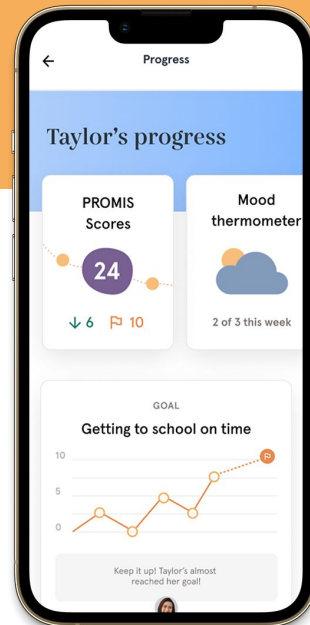 Progress
Taylor's progress
PROMIS
Scores
24
6
10
Mood
thermometer
2 of 3 this week
GOAL
Getting to school on time
10
5
0
Keep it up! Taylor's almost
reached her goal!